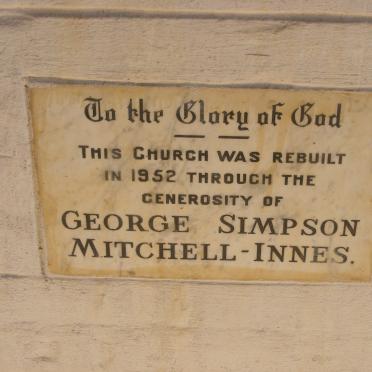 To the Glory of God
THIS CHURCH WAS REBUILT
IN 1952 THROUGH THE
GENEROSITY OF
GEORGE SIMPSON
MITCHELL-INNES.